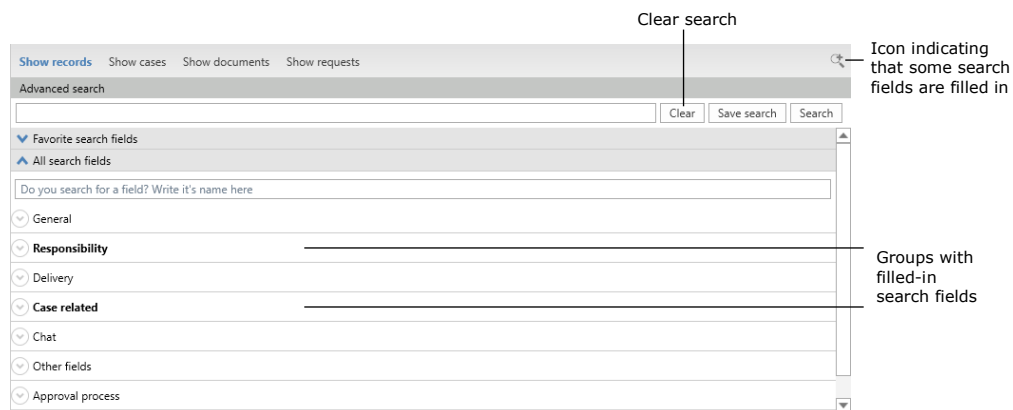 Clear search
Icon indicating
that some search
fields are filled in
Show records Show cases Show documents Show requests
Advanced search
Clear Save search Search
Favorite search fields
All search fields
Do you search for a field? Write it's name here
General
Responsibility
Delivery
Case related
Groups with
filled-in
search fields
Chat
Other fields
Approval process